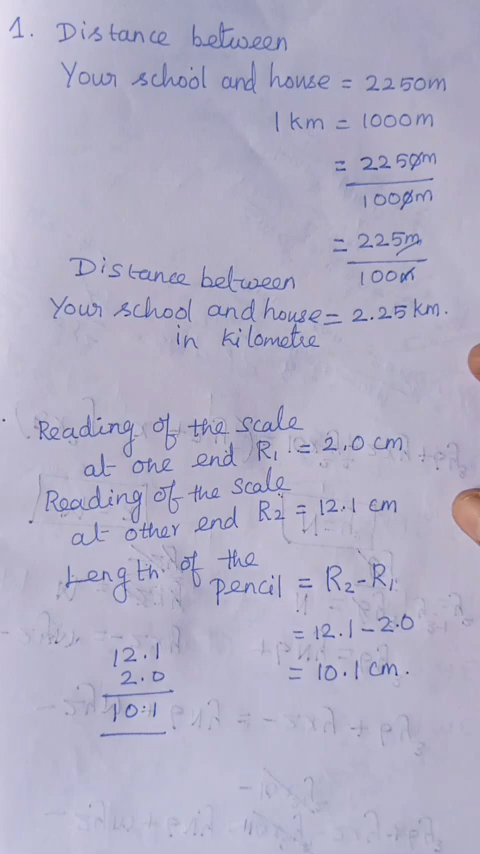 1. Distance between
Your school and house = 2250m
1 km = 1000m
= 2250m
1000m
= 225m
100m
Distance between
Your school and house = 2.25 km.
in kilometre
Reading of the scale
at one end R₁ = 2.0 cm
Reading of the scale
at other end R₂ = 12.1 cm
Length of the
pencil = R₂-R₁
= 12.1-2.0
= 10.1 cm.
12.1
2.0
10.1